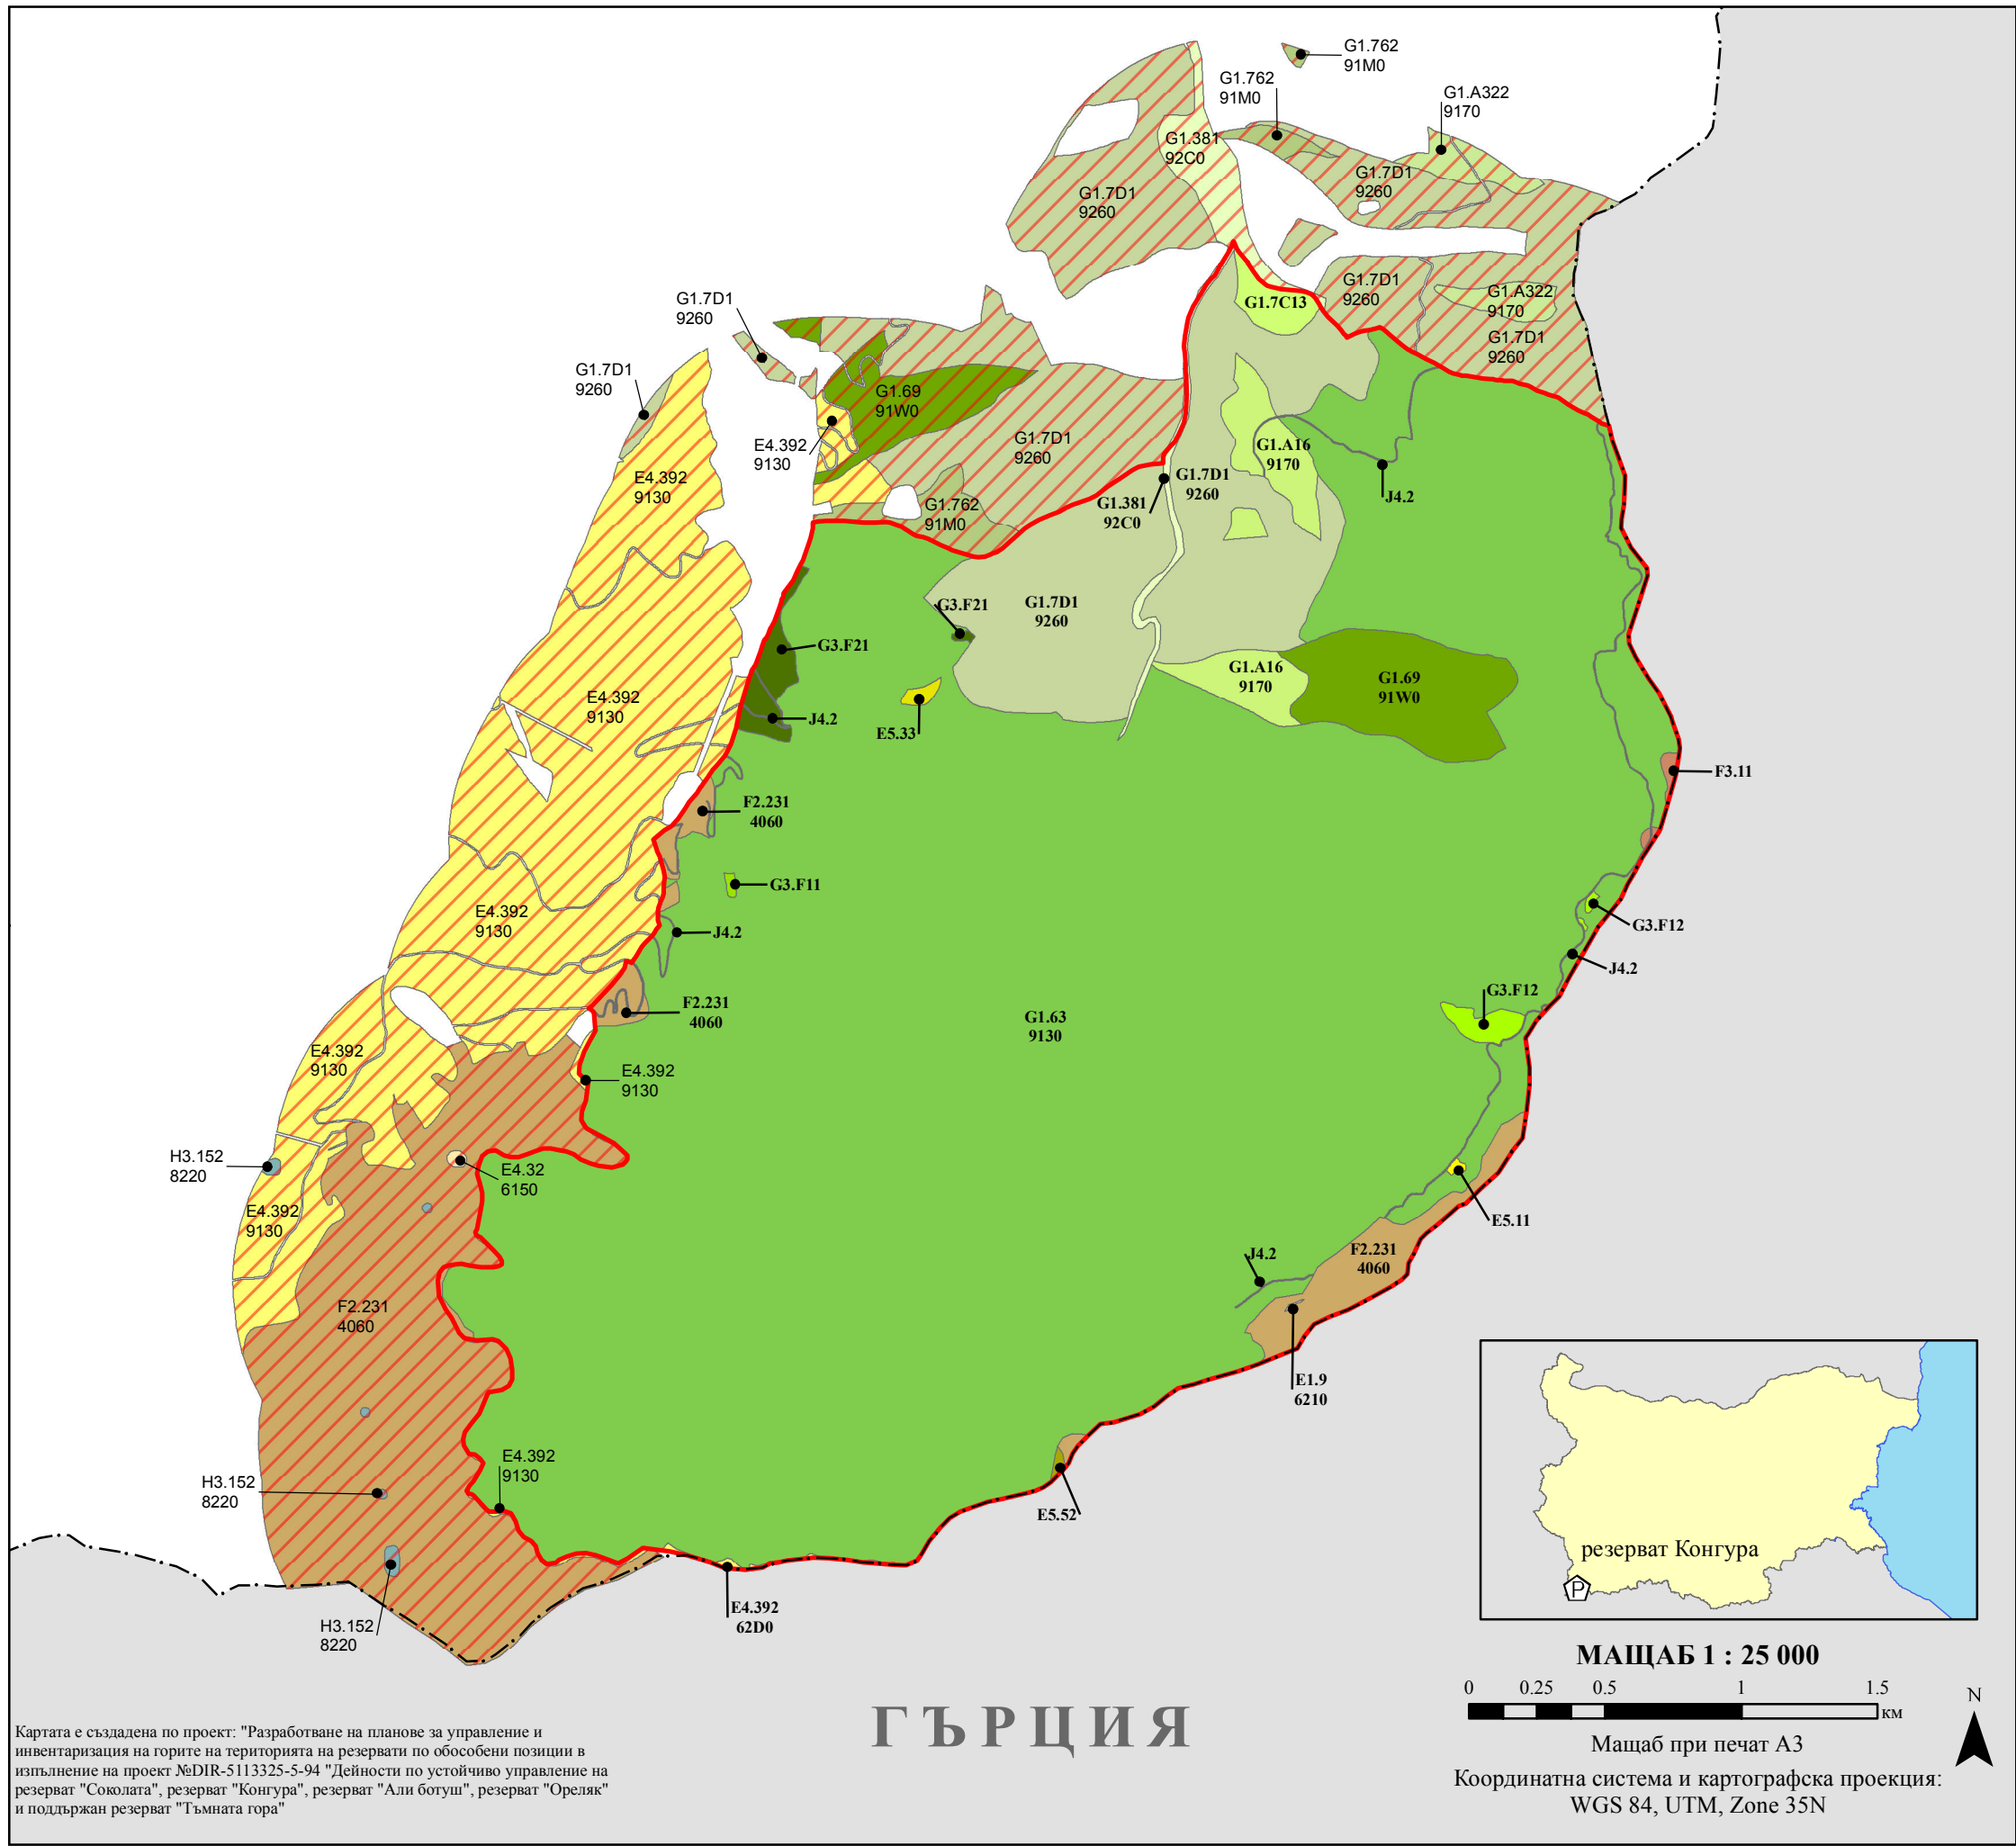 G1.762
91M0
G1.762
91M0
G1.A322
9170
G1.381
92C0
G1.7D1
9260
G1.7D1
9260
G1.7D1
9260
G1.7C13
G1.A322
9170
G1.7D1
9260
G1.7D1
9260
G1.7D1
9260
G1.69
91W0
E4.392
9130
G1.7D1
9260
G1.A16
9170
E4.392
9130
G1.7D1
9260
J4.2
G1.381
92C0
G1.762
91M0
G3.F21
G1.7D1
9260
G3.F21
G1.A16
9170
G1.69
91W0
E4.392
9130
J4.2
E5.33
F3.11
F2.231
4060
G3.F11
E4.392
9130
G3.F12
J4.2
J4.2
G3.F12
F2.231
4060
G1.63
9130
E4.392
9130
E4.392
9130
H3.152
8220
E4.32
6150
E4.392
9130
E5.11
F2.231
4060
J4.2
F2.231
4060
E1.9
6210
E4.392
9130
H3.152
8220
E5.52
H3.152
8220
E4.392
62D0
резерват Конгура
P
МАЩАБ 1 : 25 000
0 0.25 0.5 1 1.5
км
N
Мащаб при печат А3
Координатна система и картографска проекция:
WGS 84, UTM, Zone 35N
ГЪРЦИЯ
Картата е създадена по проект: "Разработване на планове за управление и
инвентаризация на горите на територията на резервати по обособени позиции в
изпълнение на проект №DIR-5113325-5-94 "Дейности по устойчиво управление на
резерват "Соколата", резерват "Конгура", резерват "Али ботуш", резерват "Ореляк"
и поддържан резерват "Тъмната гора"